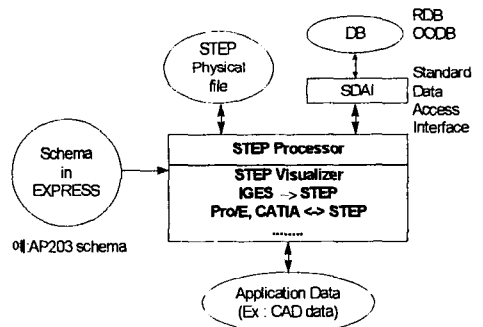 RDB
OODB
DB
STEP
Physical
file
SDAI
Standard
Data
Access
Interface
Schema
in
EXPRESS
예:AP203 schema
STEP Processor
STEP Visualizer
IGES --> STEP
Pro/E, CATIA <-> STEP
........
Application Data
(Ex : CAD data)